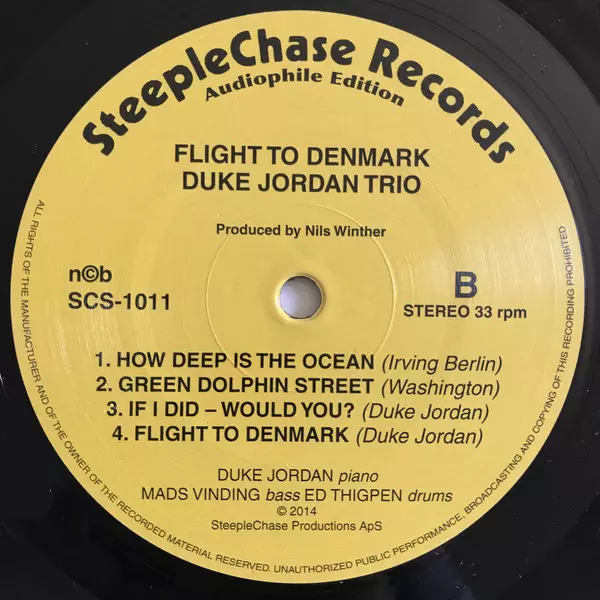 SteepleChase Records
Audiophile Edition
FLIGHT TO DENMARK
DUKE JORDAN TRIO
Produced by Nils Winther
n©b
SCS-1011
B
STEREO 33 rpm
1. HOW DEEP IS THE OCEAN (Irving Berlin)
2. GREEN DOLPHIN STREET (Washington)
3. IF I DID – WOULD YOU? (Duke Jordan)
4. FLIGHT TO DENMARK (Duke Jordan)
DUKE JORDAN piano
MADS VINDING bass ED THIGPEN drums
© 2014
SteepleChase Productions ApS
ALL RIGHTS OF THE MANUFACTURER AND OF THE OWNER OF THE RECORDED MATERIAL RESERVED. UNAUTHORIZED PUBLIC PERFORMANCE, BROADCASTING AND COPYING OF THIS RECORDING PROHIBITED